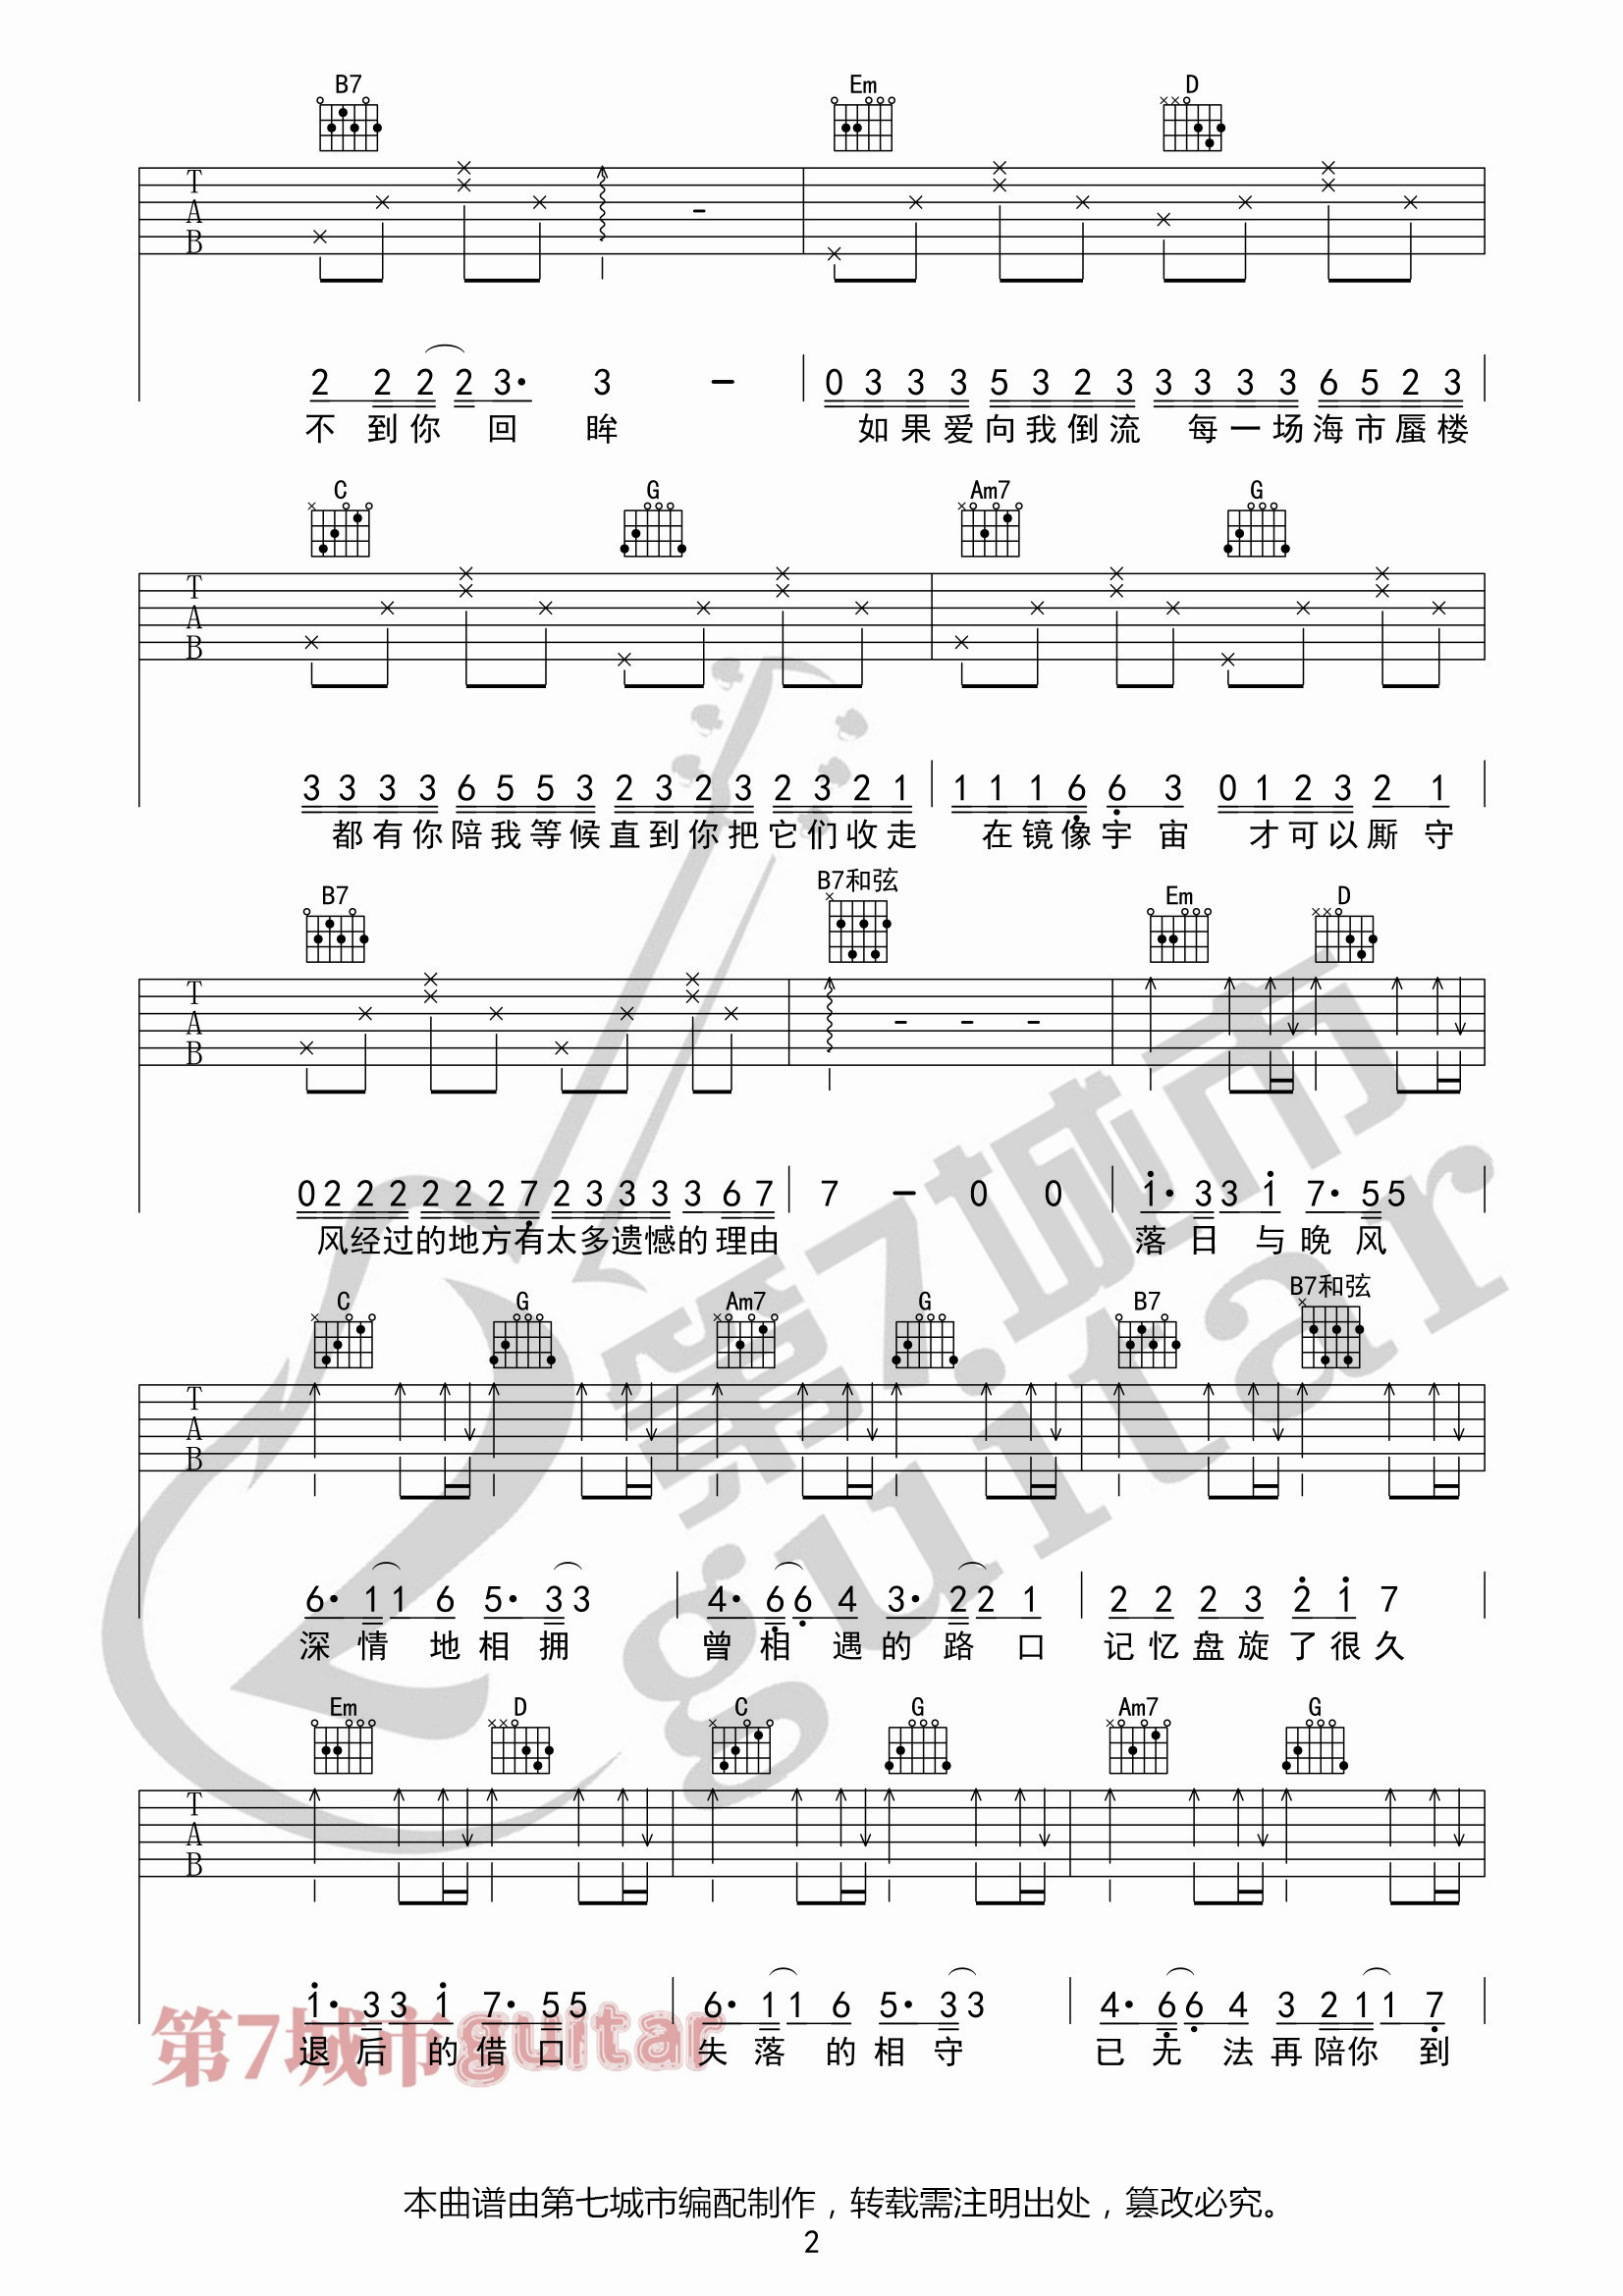 B7 Em D
T
A
B
2 2 2 2 3· 3 – 0 3 3 3 5 3 2 3 3 3 3 3 6 5 2 3
不 到 你 回 眸 如 果 爱 向 我 倒 流 每 一 场 海 市 蜃 楼
C G Am7 G
T
A
B
3 3 3 3 6 5 5 3 2 3 2 3 2 3 2 1 1 1 1 6 6 3 0 1 2 3 2 1
都 有 你 陪 我 等 候 直 到 你 把 它 们 收 走 在 镜 像 宇 宙 才 可 以 厮 守
B7 B7和弦 Em D
T
A
B
0 2 2 2 2 2 2 7 2 3 3 3 3 6 7 7 – 0 0 1· 3 3 1 7· 5 5
风经过的地方有太多遗憾的理由 落 日 与 晚 风
C G Am7 G B7 B7和弦
T
A
B
6· 1 1 6 5· 3 3 4· 6 6 4 3· 2 2 1 2 2 2 3 2 1 7
深 情 地 相 拥 曾 相 遇 的 路 口 记 忆 盘 旋 了 很 久
Em D C G Am7 G
T
A
B
1· 3 3 1 7· 5 5 6· 1 1 6 5· 3 3 4· 6 6 4 3 2 1 1 7
退 后 的 借 口 失 落 的 相 守 已 无 法 再 陪 你 到
第7城市guitar
第7城市
guitar
本曲谱由第七城市编配制作，转载需注明出处，篡改必究。
2